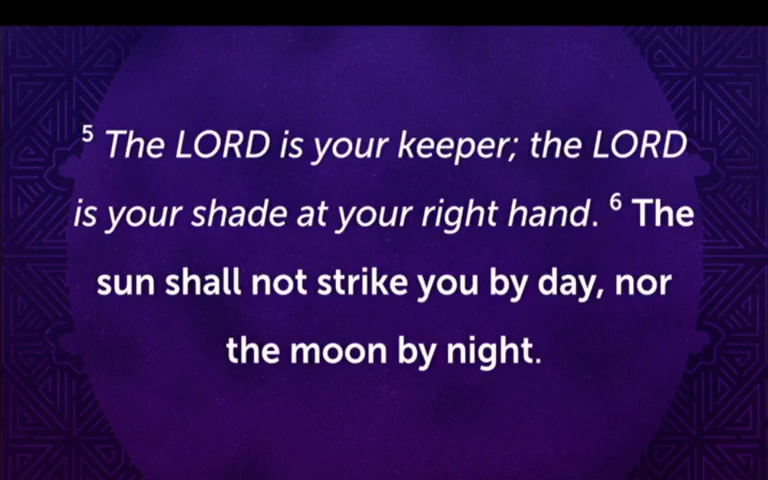 5 The LORD is your keeper; the LORD
is your shade at your right hand. 6 The
sun shall not strike you by day, nor
the moon by night.